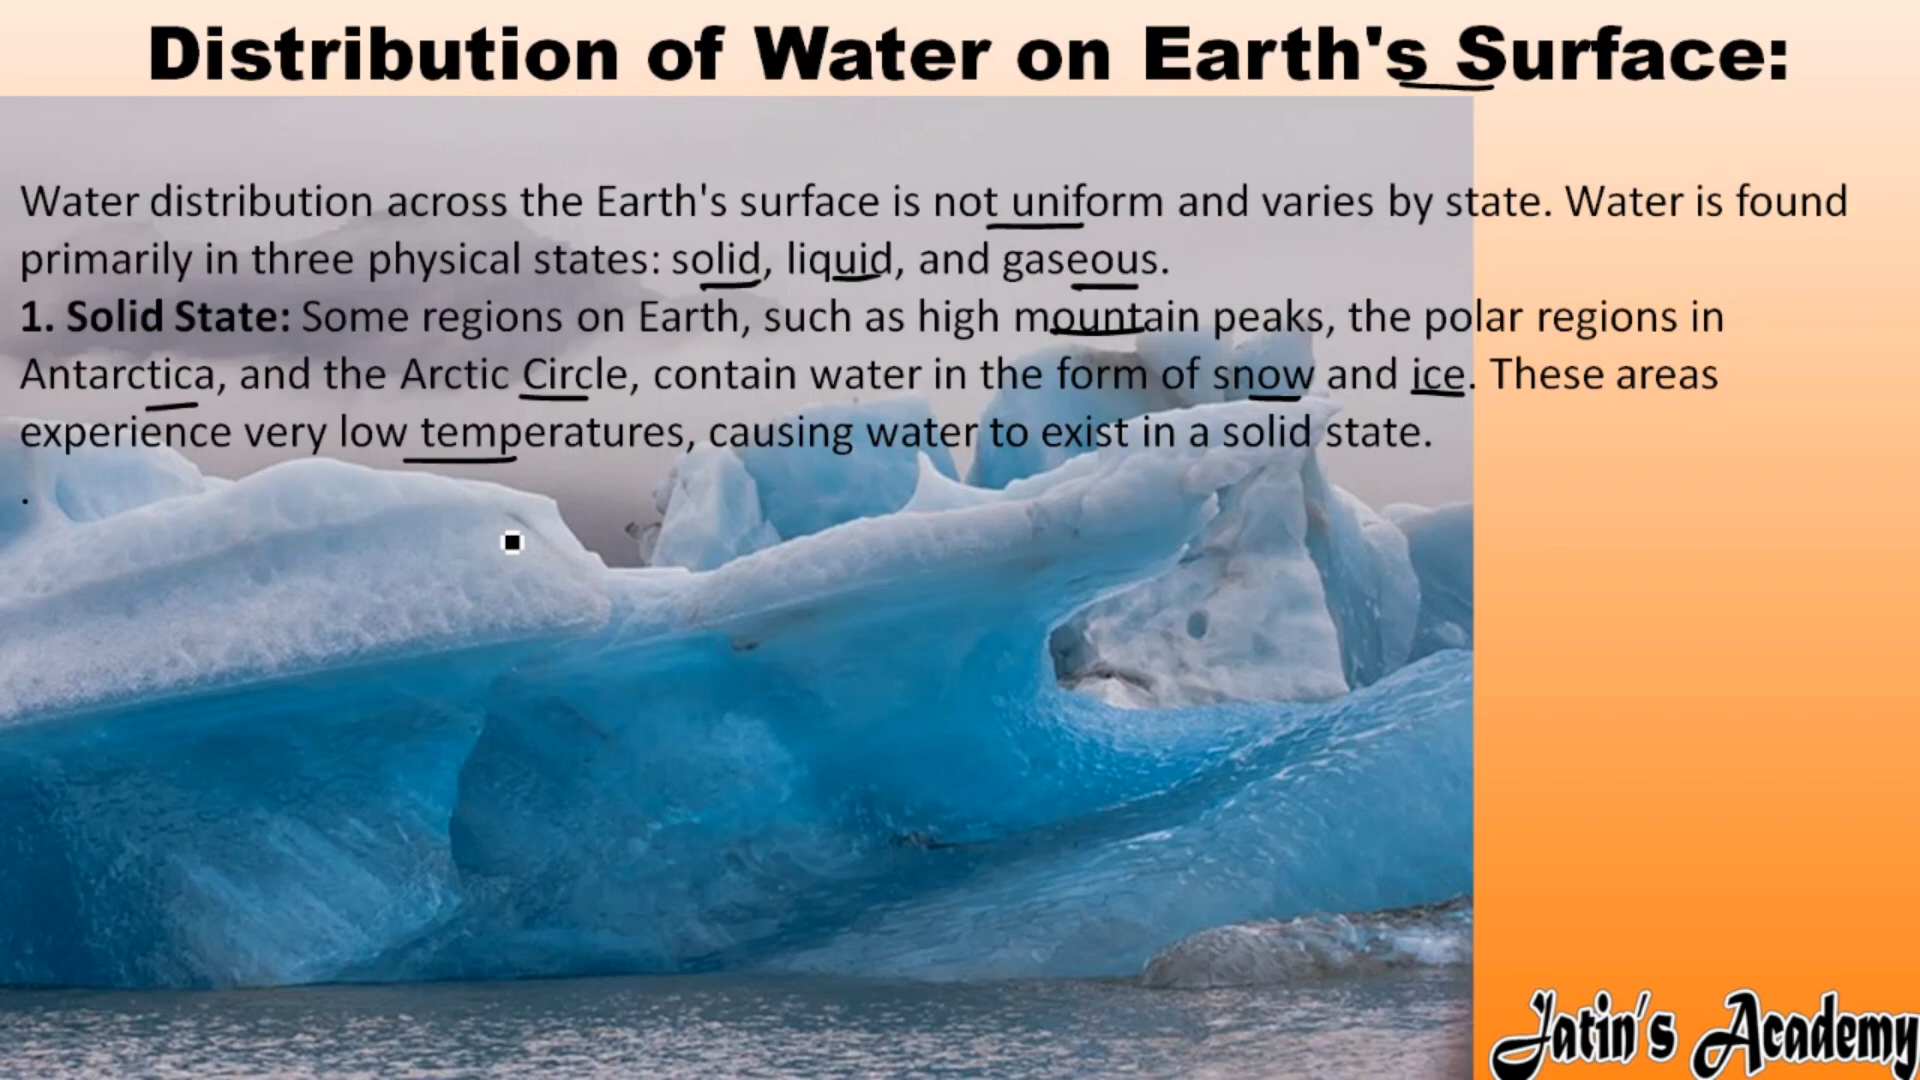 Distribution of Water on Earth's Surface:
Water distribution across the Earth's surface is not uniform and varies by state. Water is found
primarily in three physical states: solid, liquid, and gaseous.
1. Solid State: Some regions on Earth, such as high mountain peaks, the polar regions in
Antarctica, and the Arctic Circle, contain water in the form of snow and ice. These areas
experience very low temperatures, causing water to exist in a solid state.
.
Jatin's Academy